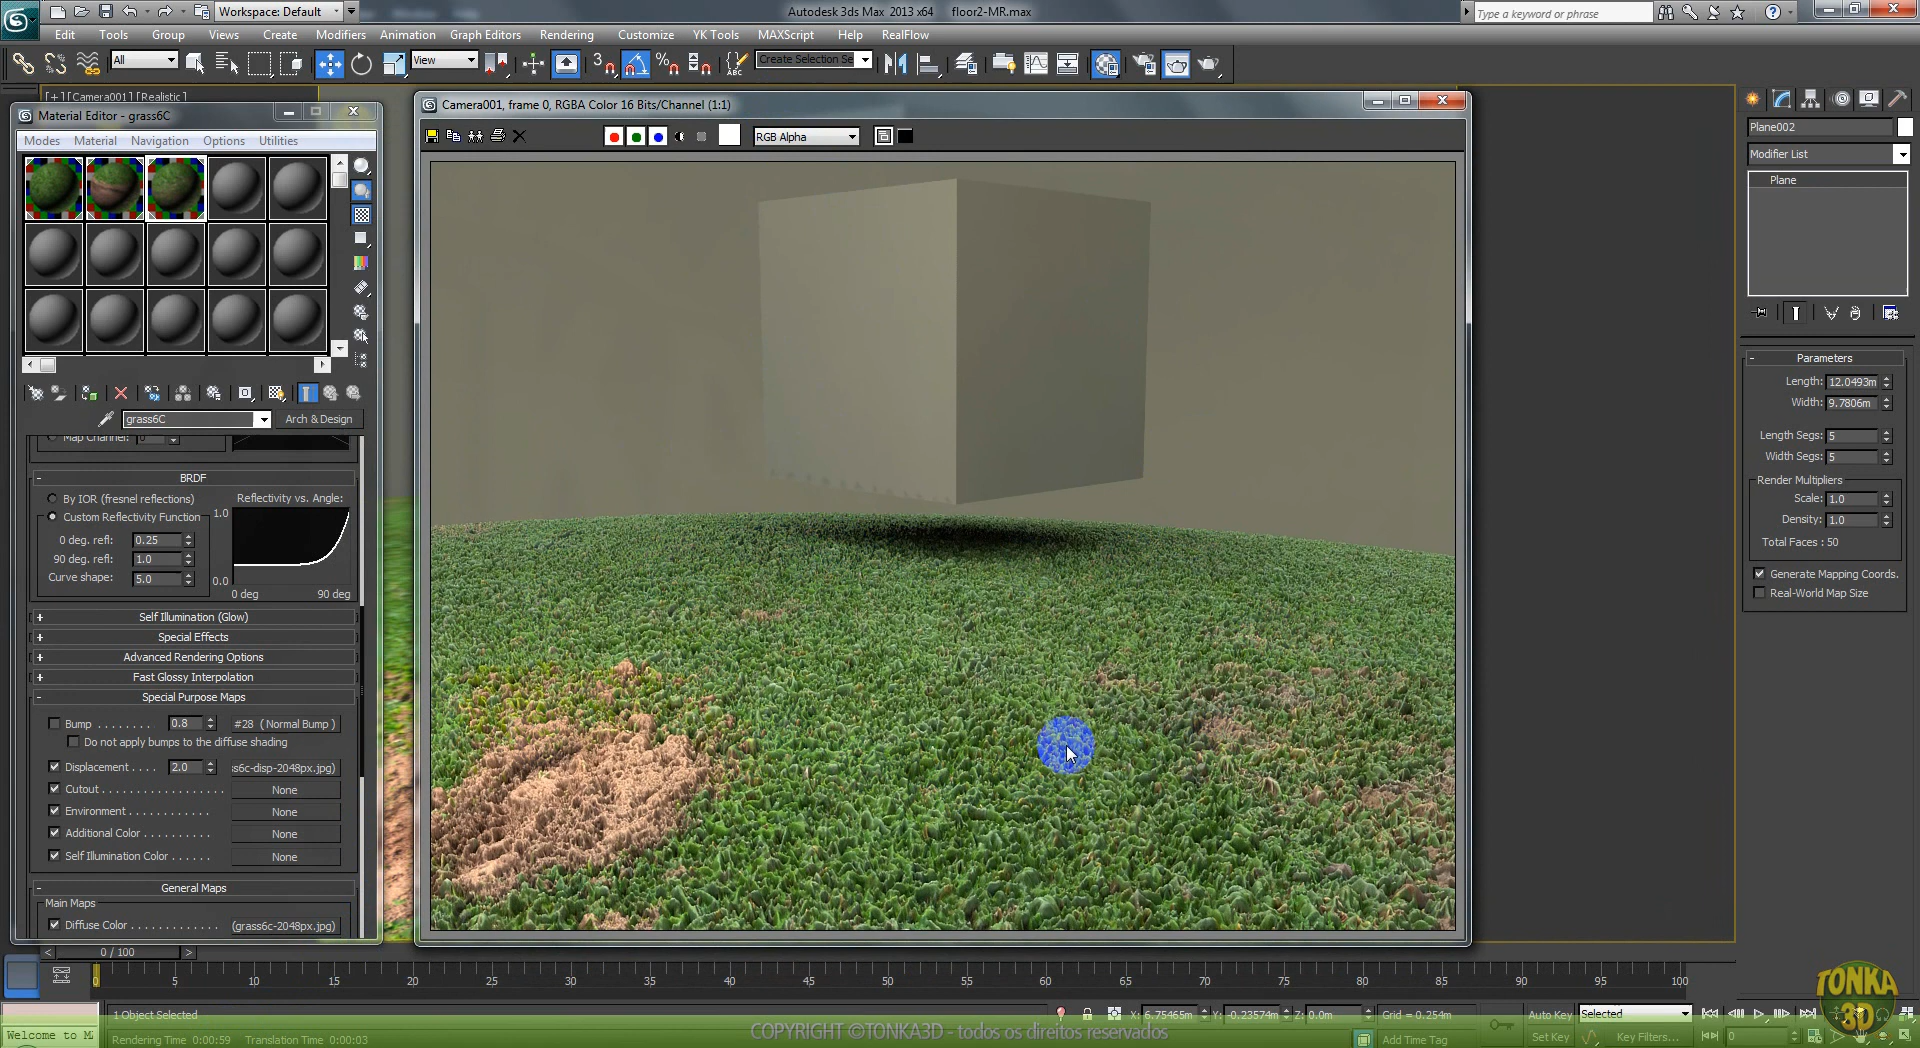 Workspace: Default
Autodesk 3ds Max 2013 x64 floor2-MR.max
Type a keyword or phrase
Edit Tools Group Views Create Modifiers Animation Graph Editors Rendering Customize YK Tools MAXScript Help RealFlow
All
View
3
Create Selection Se
[+] [Camera001] [Realistic]
Material Editor - grass6C
Modes Material Navigation Options Utilities
grass6C
Arch & Design
Map Channel: 0
BRDF
By IOR (fresnel reflections)
Custom Reflectivity Function
0 deg. refl: 0.25
90 deg. refl: 1.0
Curve shape: 5.0
Reflectivity vs. Angle:
1.0
0.0
0 deg 90 deg
Self Illumination (Glow)
Special Effects
Advanced Rendering Options
Fast Glossy Interpolation
Special Purpose Maps
Bump . . . . . . . . 0.8 #28 ( Normal Bump )
Do not apply bumps to the diffuse shading
Displacement . . . . 2.0 ss6c-disp-2048px.jpg)
Cutout . . . . . . . . . . . . . . . . . . None
Environment . . . . . . . . . . . . None
Additional Color . . . . . . . . . . None
Self Illumination Color . . . . . . None
General Maps
Main Maps
Diffuse Color . . . . . . . . . . . . . (grass6c-2048px.jpg)
Camera001, frame 0, RGBA Color 16 Bits/Channel (1:1)
RGB Alpha
Plane002
Modifier List
Plane
Parameters
Length: 12.0493m
Width: 9.7806m
Length Segs: 5
Width Segs: 5
Render Multipliers
Scale: 1.0
Density: 1.0
Total Faces : 50
Generate Mapping Coords.
Real-World Map Size
< 0 / 100 >
0 5 10 15 20 25 30 35 40 45 50 55 60 65 70 75 80 85 90 95 100
1 Object Selected
X: 6.75465m Y: -0.23574m Z: 0.0m
Grid = 0.254m
Auto Key Selected
Welcome to M
Rendering Time 0:00:59 Translation Time 0:00:03
COPYRIGHT ©TONKA3D - todos os direitos reservados
Add Time Tag
Set Key Key Filters...
0
TONKA
3D